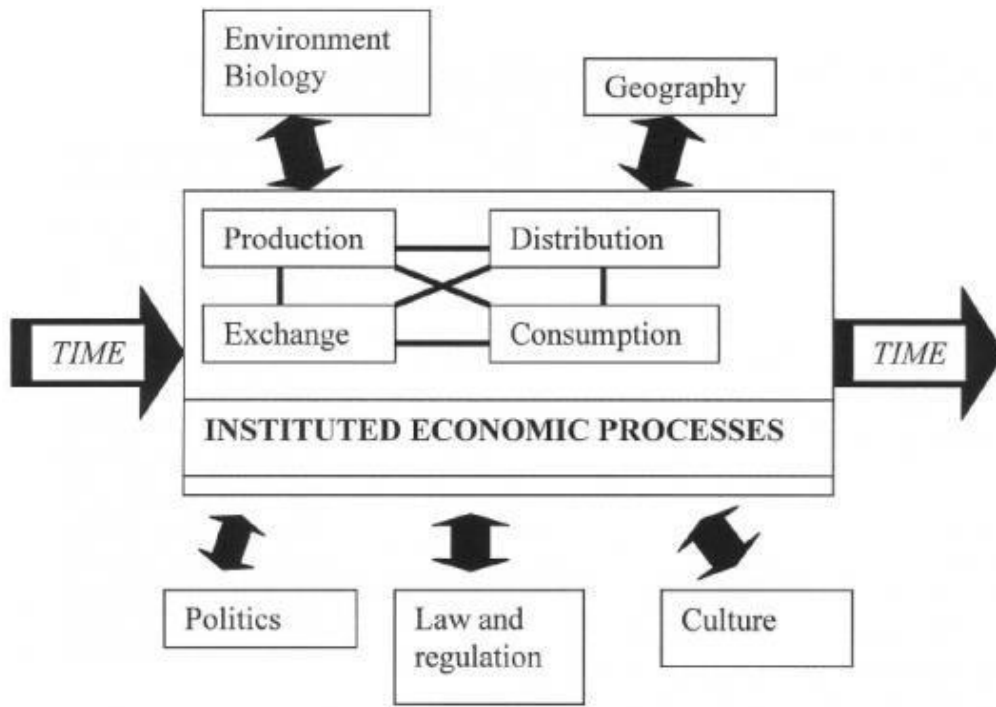 Environment
Biology
Geography
Production
Distribution
Exchange
Consumption
TIME
TIME
INSTITUTED ECONOMIC PROCESSES
Politics
Law and
regulation
Culture